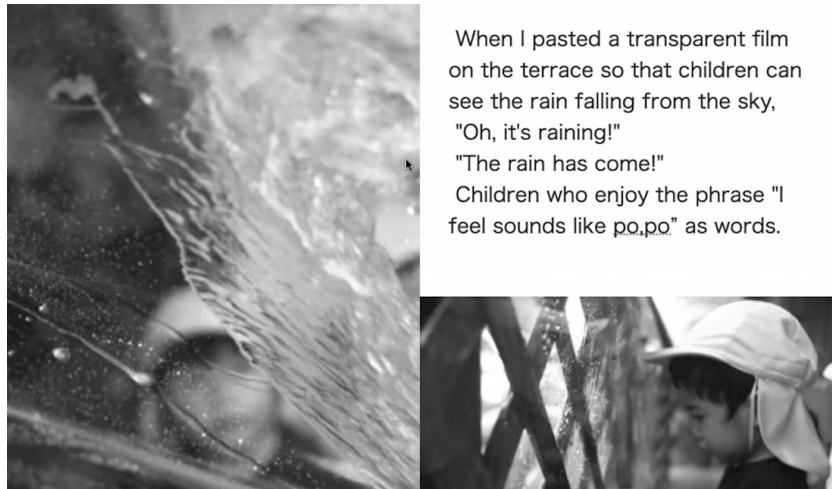 When I pasted a transparent film
on the terrace so that children can
see the rain falling from the sky,
"Oh, it's raining!"
"The rain has come!"
Children who enjoy the phrase "I
feel sounds like po,po” as words.